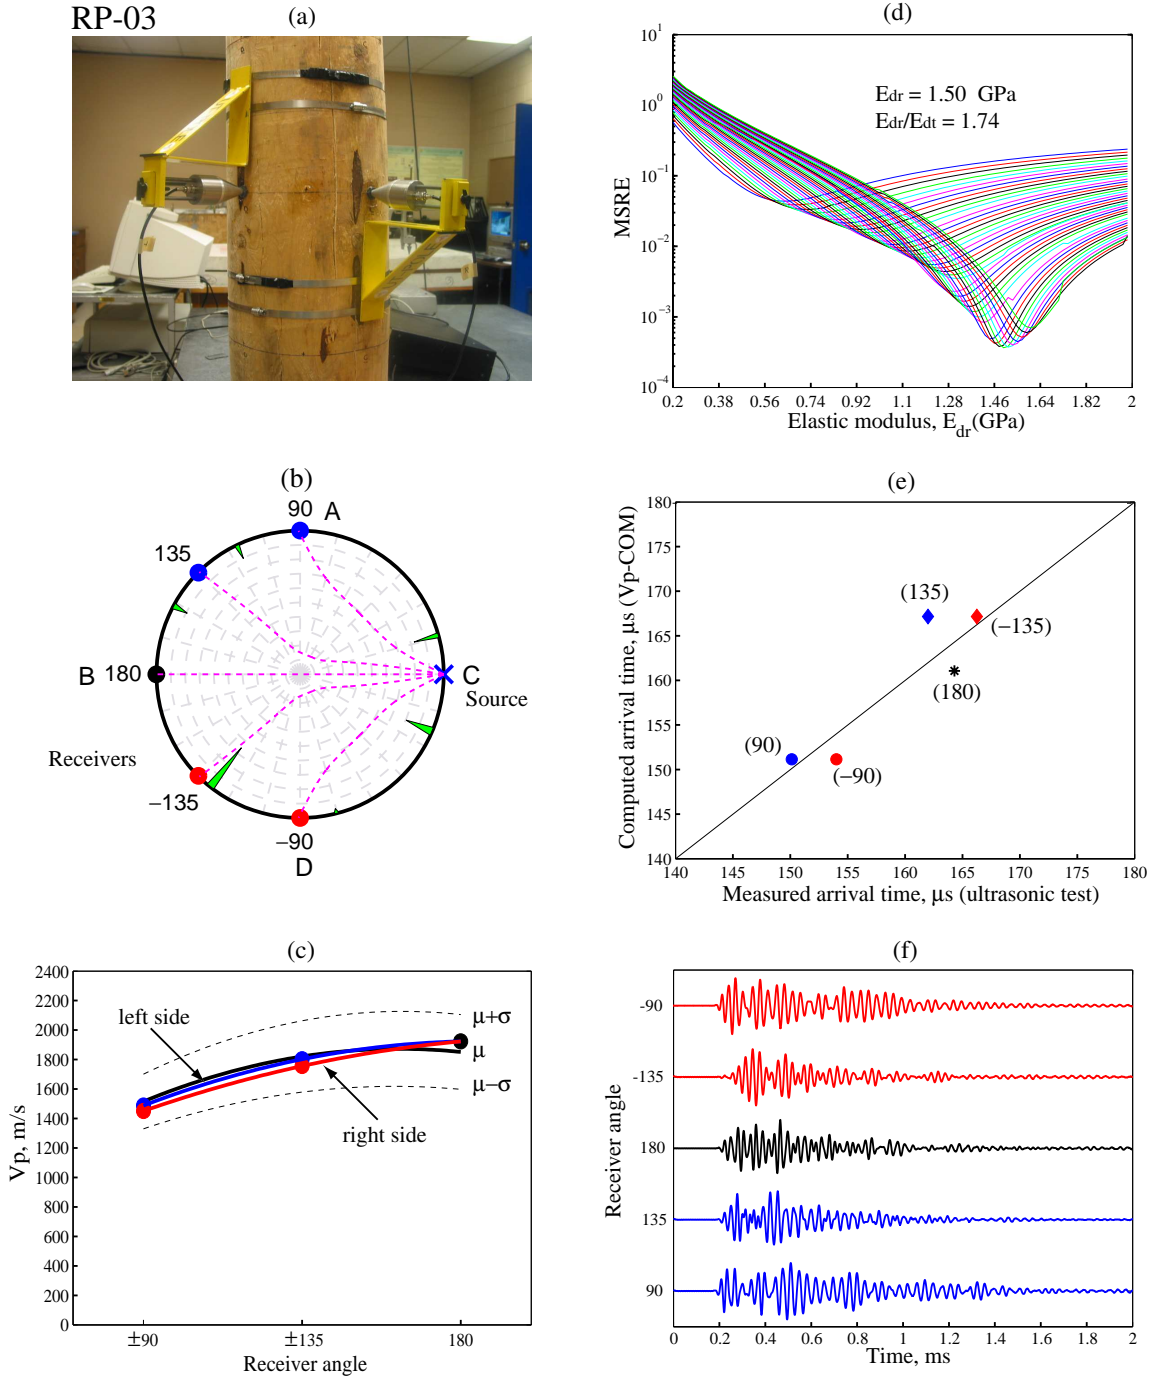 RP-03
(a)
(d)
10^1
10^0
10^-1
10^-2
10^-3
10^-4
MSRE
Edr = 1.50 GPa
Edr/Edt = 1.74
0.2 0.38 0.56 0.74 0.92 1.1 1.28 1.46 1.64 1.82 2
Elastic modulus, E_dr(GPa)
(b)
90 A
135
B 180
C
Source
Receivers
−135
−90
D
(e)
180
175
170
165
160
155
150
145
140
Computed arrival time, μs (Vp-COM)
(135)
(−135)
(180)
(90)
(−90)
140 145 150 155 160 165 170 175 180
Measured arrival time, μs (ultrasonic test)
(c)
2400
2200
2000
1800
1600
1400
1200
1000
800
600
400
200
0
Vp, m/s
left side
μ+σ
μ
μ−σ
right side
±90 ±135 180
Receiver angle
(f)
-90
-135
180
135
90
Receiver angle
0 0.2 0.4 0.6 0.8 1 1.2 1.4 1.6 1.8 2
Time, ms